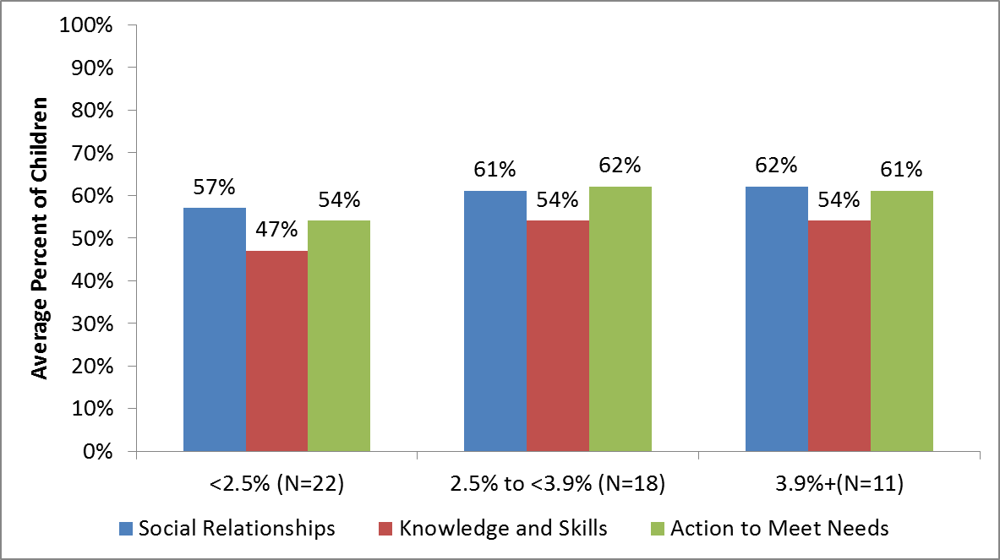 100%
90%
80%
70%
60%
50%
40%
30%
20%
10%
0%
Average Percent of Children
57%
47%
54%
61%
54%
62%
62%
54%
61%
<2.5% (N=22)
2.5% to <3.9% (N=18)
3.9%+(N=11)
Social Relationships
Knowledge and Skills
Action to Meet Needs